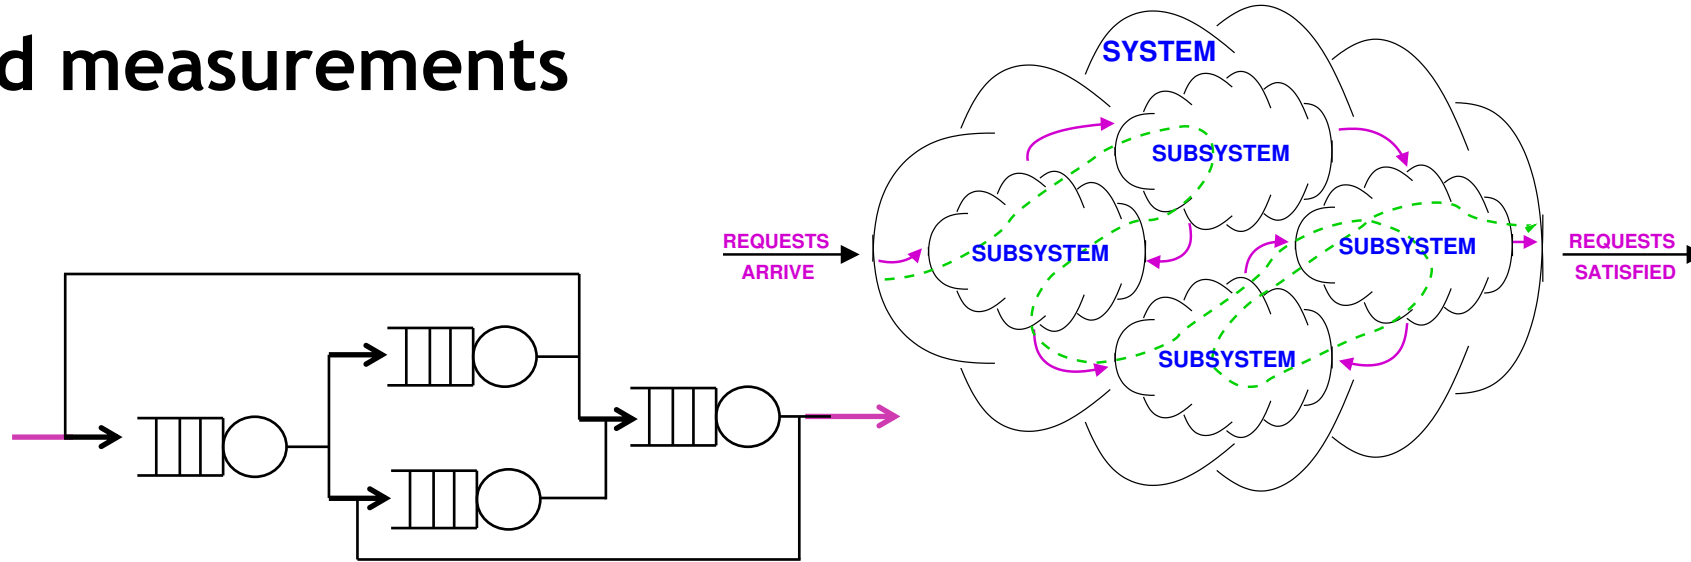 d measurements
SYSTEM
SUBSYSTEM
REQUESTS
ARRIVE
SUBSYSTEM
SUBSYSTEM
REQUESTS
SATISFIED
SUBSYSTEM